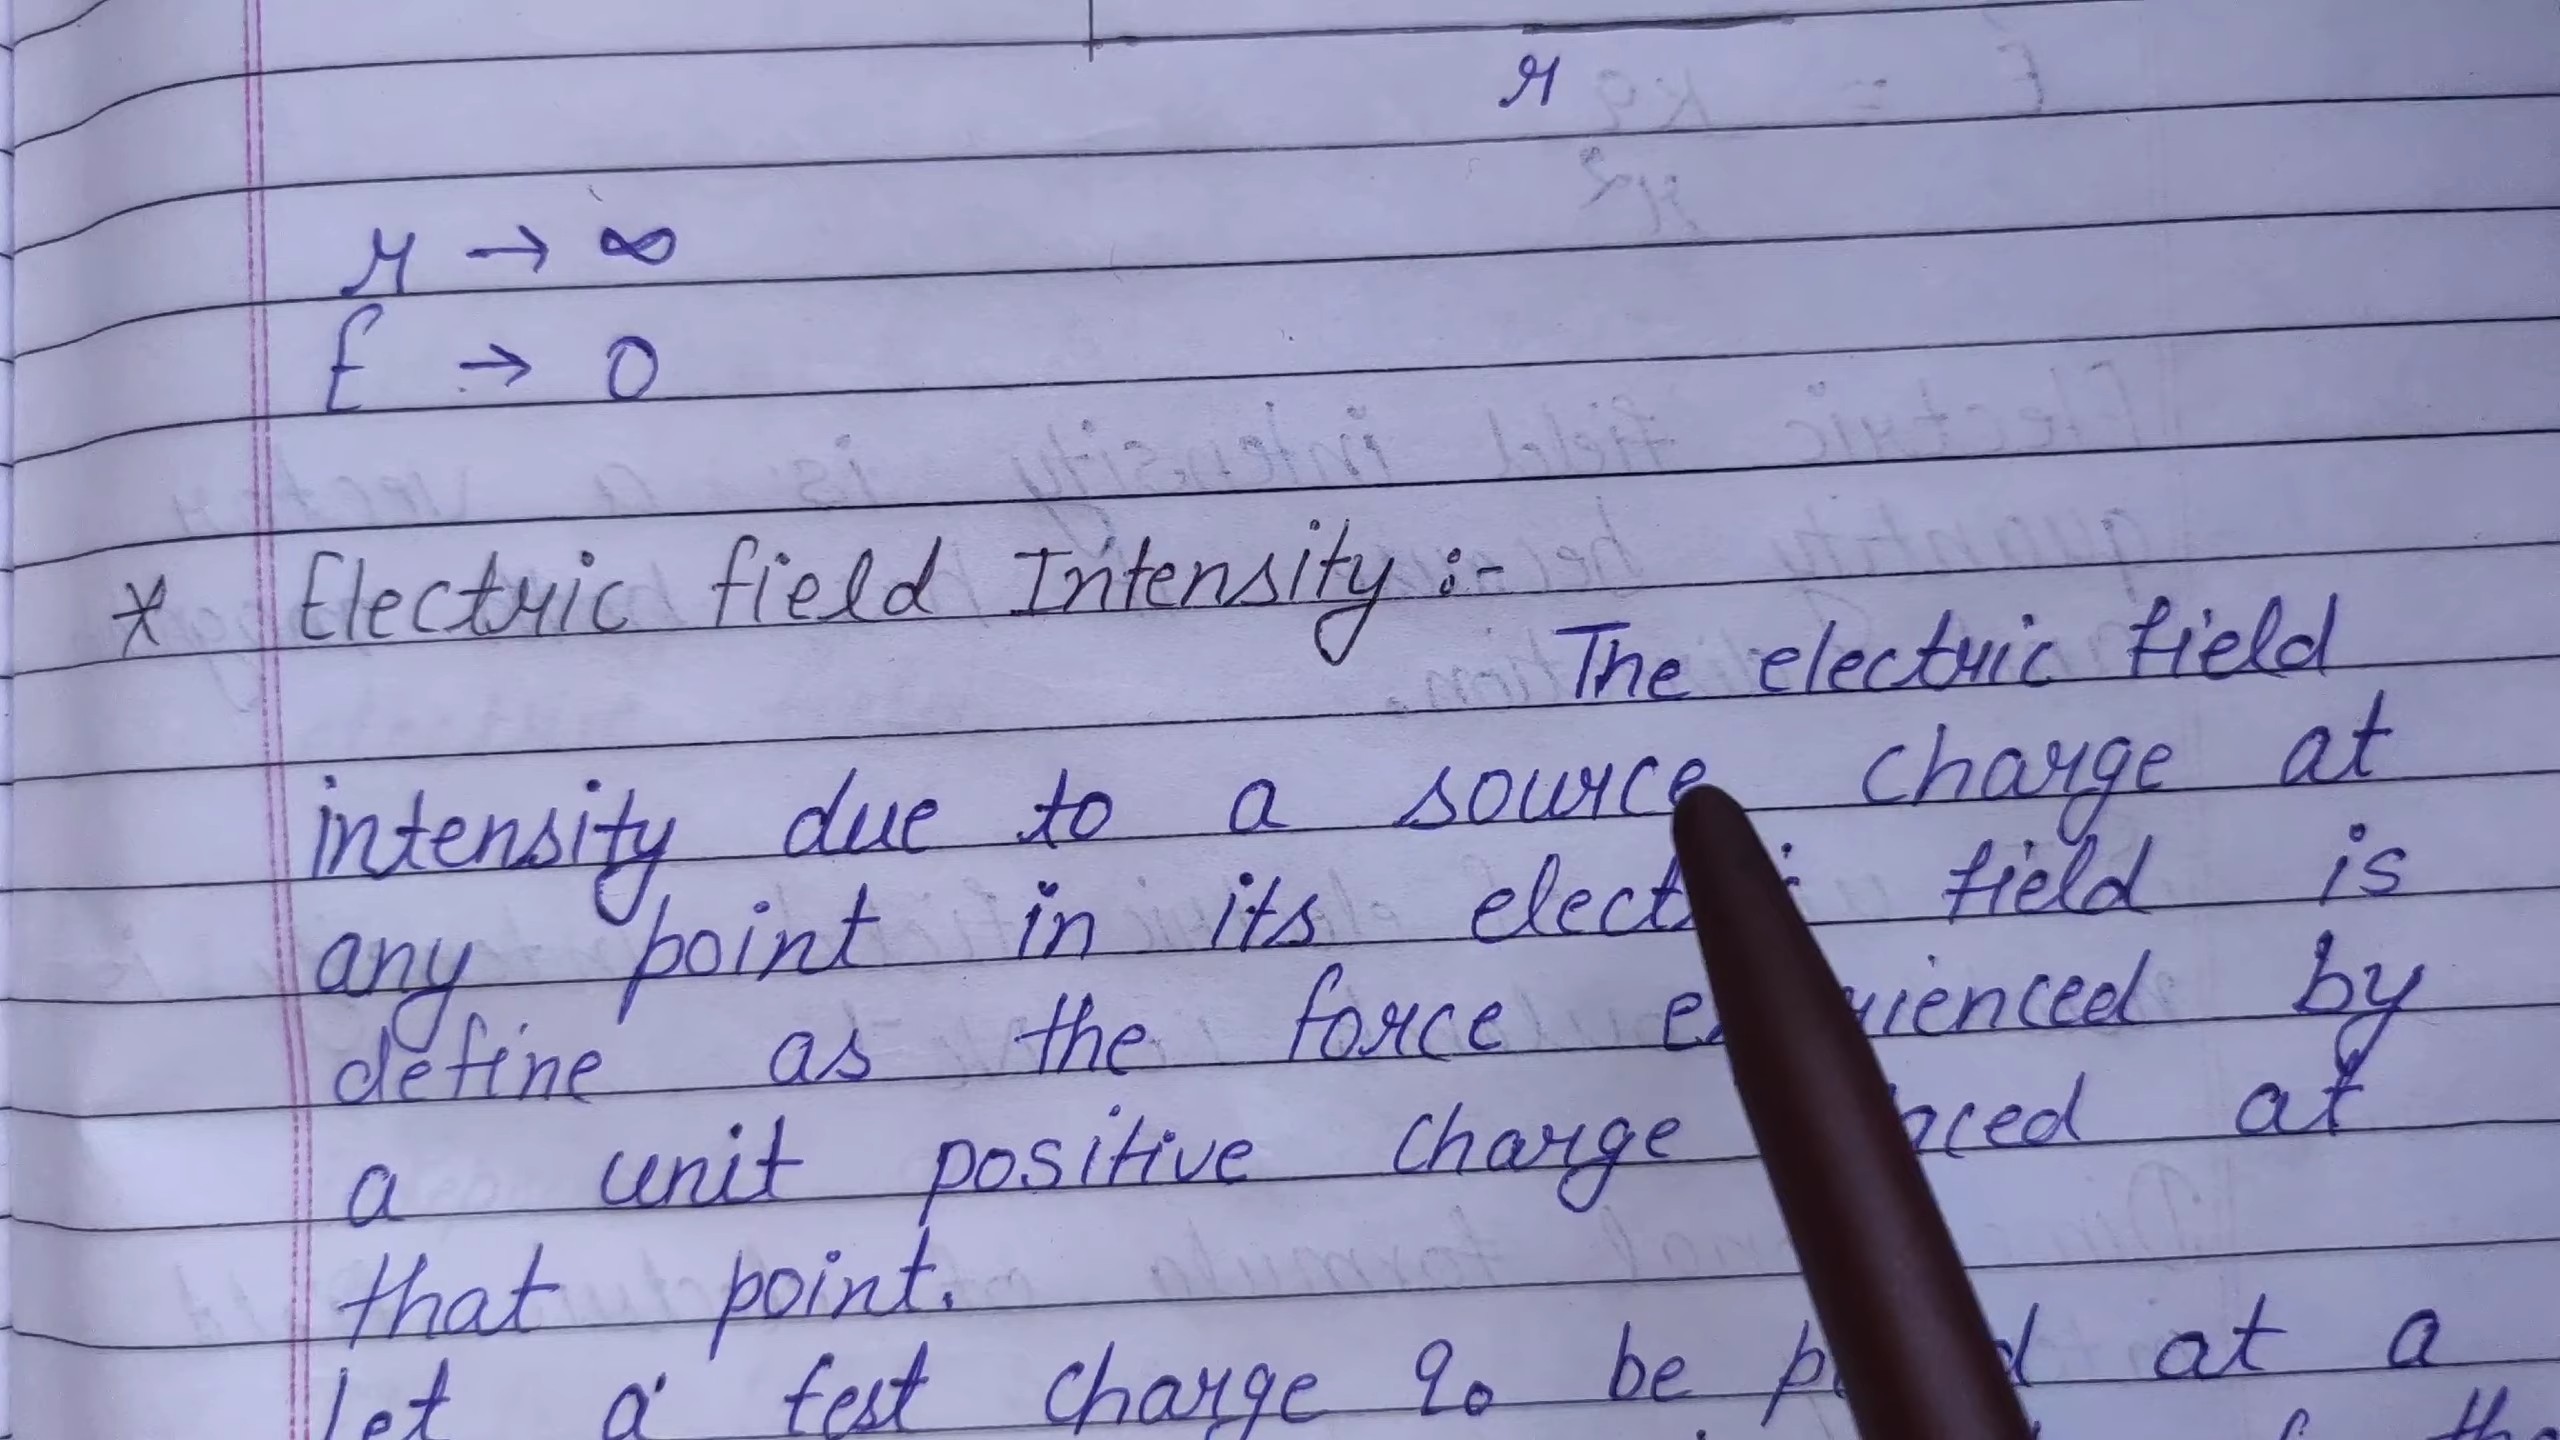 r
r → ∞
E → 0
* Electric field Intensity :-
The electric field
intensity due to a source charge at
any point in its field is
define as the force by
a unit positive charge at
that point.
let a test charge q₀ be at a